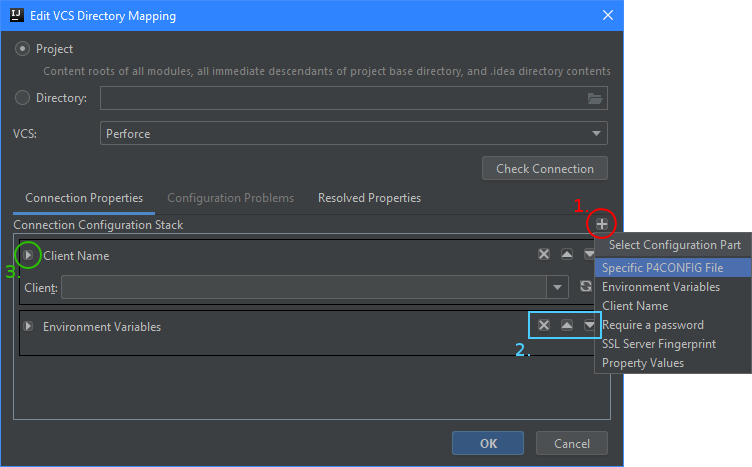 IJ
Edit VCS Directory Mapping
Project
Content roots of all modules, all immediate descendants of project base directory, and .idea directory contents
Directory:
VCS:
Perforce
Check Connection
Connection Properties
Configuration Problems
Resolved Properties
1.
Connection Configuration Stack
Select Configuration Part
Client Name
3.
Specific P4CONFIG File
Client:
Environment Variables
Client Name
Environment Variables
Require a password
2.
SSL Server Fingerprint
Property Values
OK
Cancel